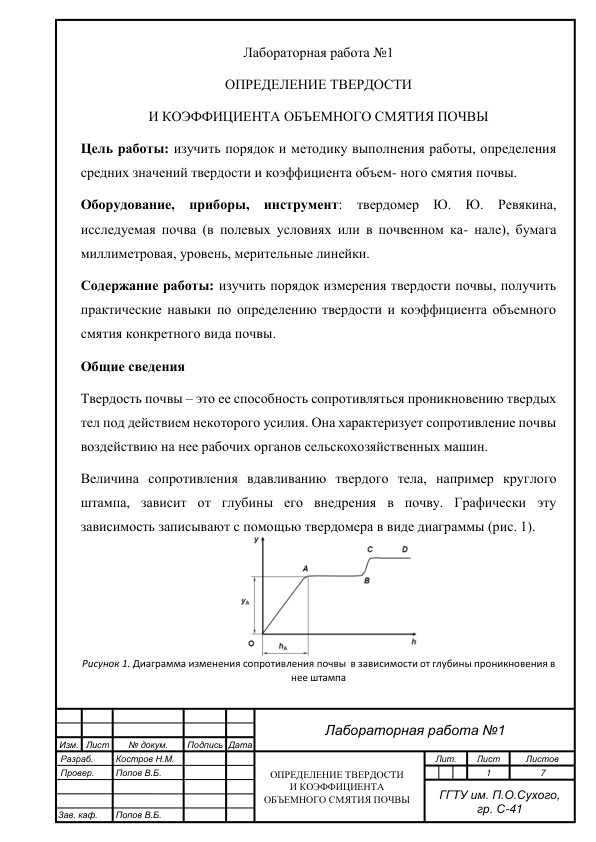 Лабораторная работа №1
ОПРЕДЕЛЕНИЕ ТВЕРДОСТИ
И КОЭФФИЦИЕНТА ОБЪЕМНОГО СМЯТИЯ ПОЧВЫ
Цель работы: изучить порядок и методику выполнения работы, определения
средних значений твердости и коэффициента объем- ного смятия почвы.
Оборудование, приборы, инструмент: твердомер Ю. Ю. Ревякина,
исследуемая почва (в полевых условиях или в почвенном ка- нале), бумага
миллиметровая, уровень, мерительные линейки.
Содержание работы: изучить порядок измерения твердости почвы, получить
практические навыки по определению твердости и коэффициента объемного
смятия конкретного вида почвы.
Общие сведения
Твердость почвы – это ее способность сопротивляться проникновению твердых
тел под действием некоторого усилия. Она характеризует сопротивление почвы
воздействию на нее рабочих органов сельскохозяйственных машин.
Величина сопротивления вдавливанию твердого тела, например круглого
штампа, зависит от глубины его внедрения в почву. Графически эту
зависимость записывают с помощью твердомера в виде диаграммы (рис. 1).
y
C D
A
B
yA
O
hA
h
Рисунок 1. Диаграмма изменения сопротивления почвы в зависимости от глубины проникновения в
нее штампа
Лабораторная работа №1
Изм. Лист № докум. Подпись Дата
Разраб. Костров Н.М.
Провер. Попов В.Б.
Зав. каф. Попов В.Б.
ОПРЕДЕЛЕНИЕ ТВЕРДОСТИ
И КОЭФФИЦИЕНТА
ОБЪЕМНОГО СМЯТИЯ ПОЧВЫ
Лит. Лист Листов
1 7
ГГТУ им. П.О.Сухого,
гр. С-41